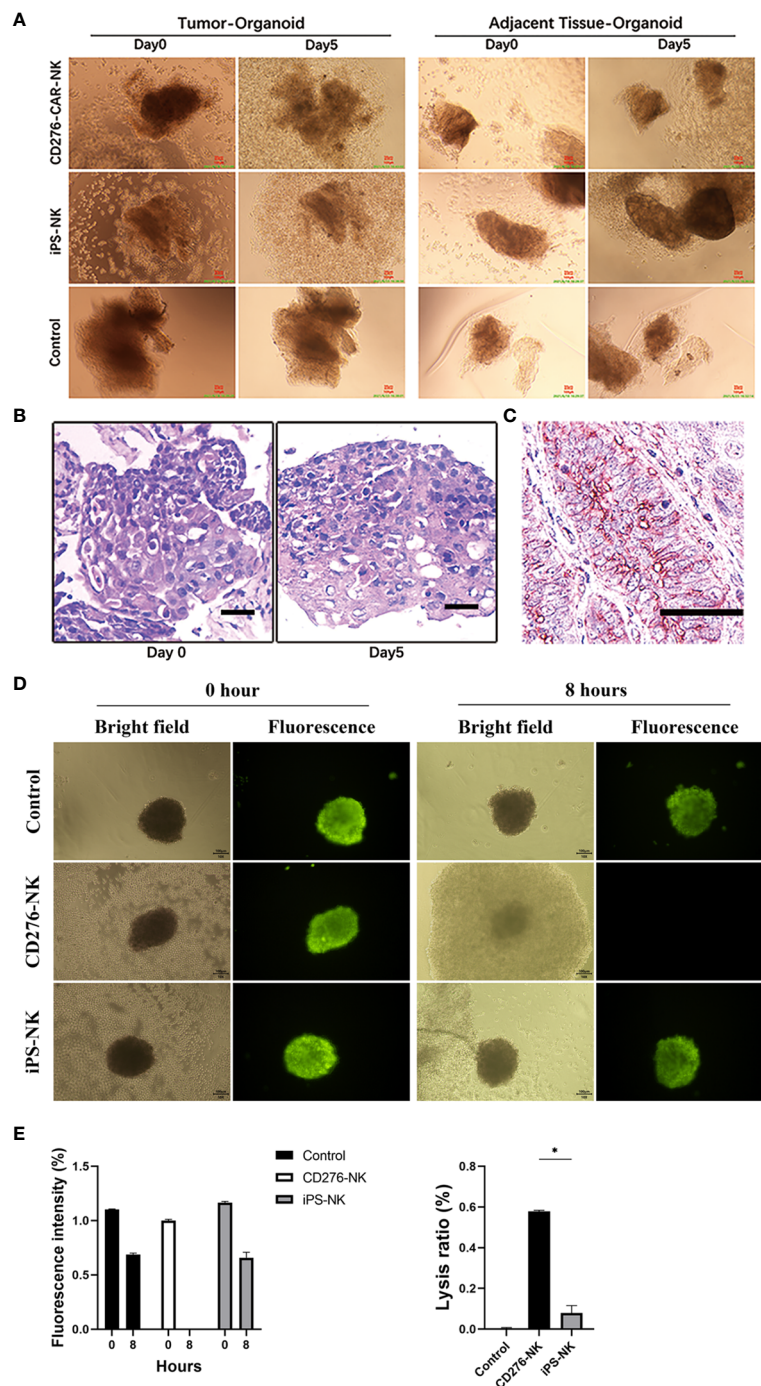 A
Tumor-Organoid
Adjacent Tissue-Organoid
Day0
Day5
Day0
Day5
CD276-CAR-NK
iPS-NK
Control
B
C
Day 0
Day5
D
0 hour
8 hours
Bright field
Fluorescence
Bright field
Fluorescence
Control
CD276-NK
iPS-NK
E
Fluorescence intensity (%)
1.5
1.0
0.5
0.0
0 8 0 8 0 8
Hours
Control
CD276-NK
iPS-NK
Lysis ratio (%)
0.8
0.6
0.4
0.2
0.0
*
Control
CD276-NK
iPS-NK